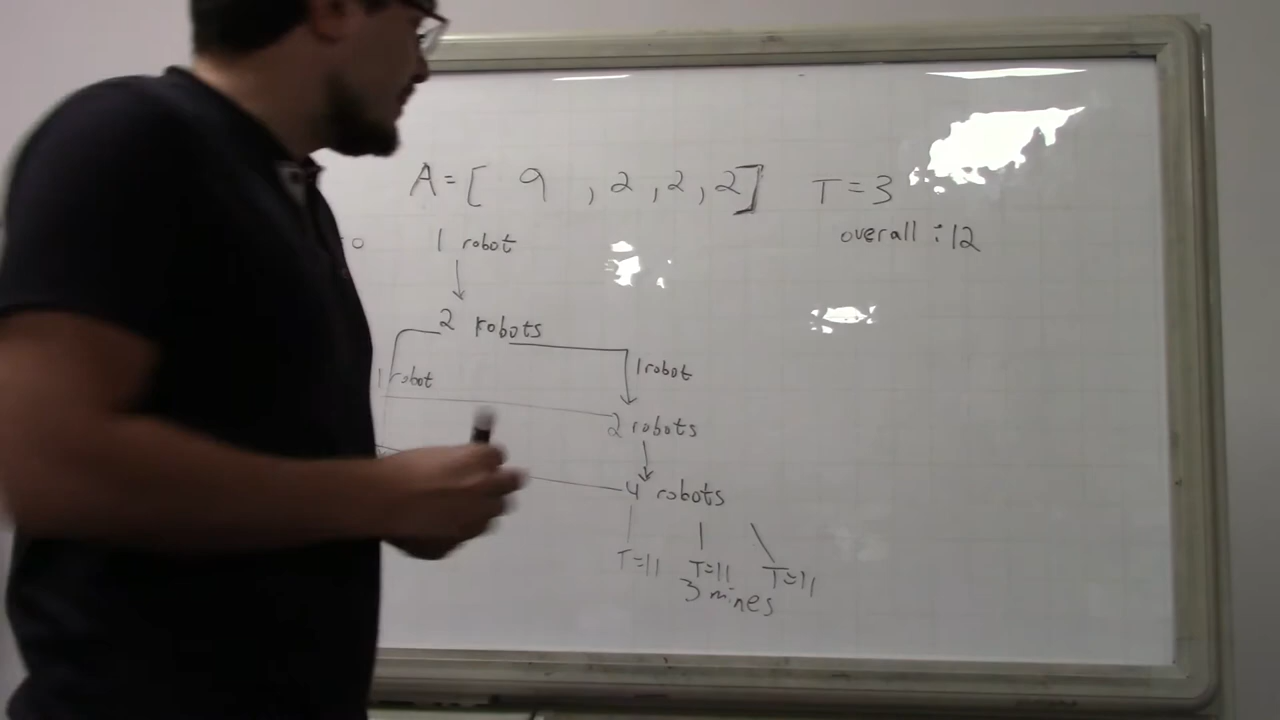 A = [ 9 , 2 , 2 , 2 ] T = 3
overall : 12
1 robot
2 robots
1 robot
1 robot
2 robots
4 robots
T=11 T=11 T=11
3 mines